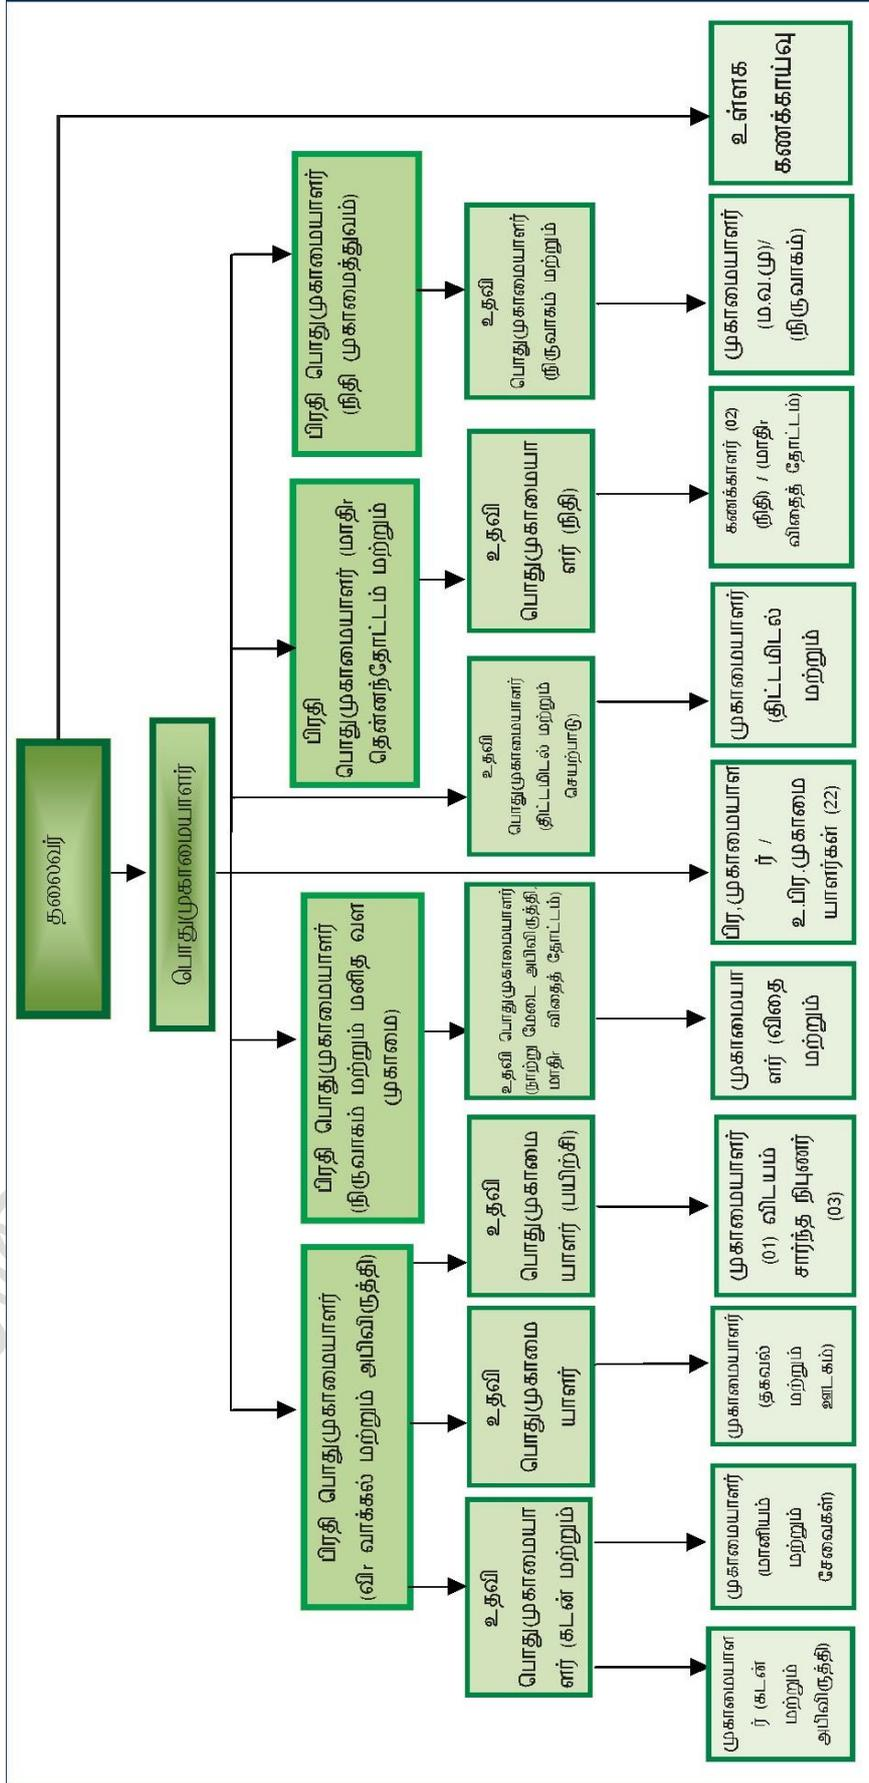 தலைவர்
பொதுமுகாமையாளர்
பிரதி பொதுமுகாமையாளர்
(விr வாக்கல் மற்றும் அபிவிருத்தி)
பிரதி பொதுமுகாமையாளர்
(நிருவாகம் மற்றும் மனித வள
முகாமை)
பிரதி
பொதுமுகாமையாளர் (மாதிr
தென்னந்தோட்டம் மற்றும்
பிரதி பொதுமுகாமையாளர்
(நிதி முகாமைத்துவம்)
உதவி
பொதுமுகாமையா
ளர் (கடன் மற்றும்
உதவி
பொதுமுகாமை
யாளர்
உதவி
பொதுமுகாமை
யாளர் (பயிற்சி)
உதவி பொதுமுகாமையாளர்
(நாற்று மேடை அபிவிருத்தி,
மாதிr விதைத் தோட்டம்)
உதவி
பொதுமுகாமையாளர்
(திட்டமிடல் மற்றும்
செயற்பாடு)
உதவி
பொதுமுகாமையா
ளர் (நிதி)
உதவி
பொதுமுகாமையாளர்
(நிருவாகம் மற்றும்
முகாமையாள
ர் (கடன்
மற்றும்
அபிவிருத்தி)
முகாமையாளர்
(மானியம்
மற்றும்
சேவைகள்)
முகாமையாளர்
(தகவல்
மற்றும்
ஊடகம்)
முகாமையாளர்
(01) விடயம்
சார்ந்த நிபுணர்
(03)
முகாமையா
ளர் (விதை
மற்றும்
பிர.முகாமையாள
ர் /
உ.பிர.முகாமை
யாளர்கள் (22)
முகாமையாளர்
(திட்டமிடல்
மற்றும்
கணக்காளர் (02)
(நிதி) / (மாதிr
விதைத் தோட்டம்)
முகாமையாளர்
(ம.வ.மு)/
(நிருவாகம்)
உள்ளக
கணக்காய்வு